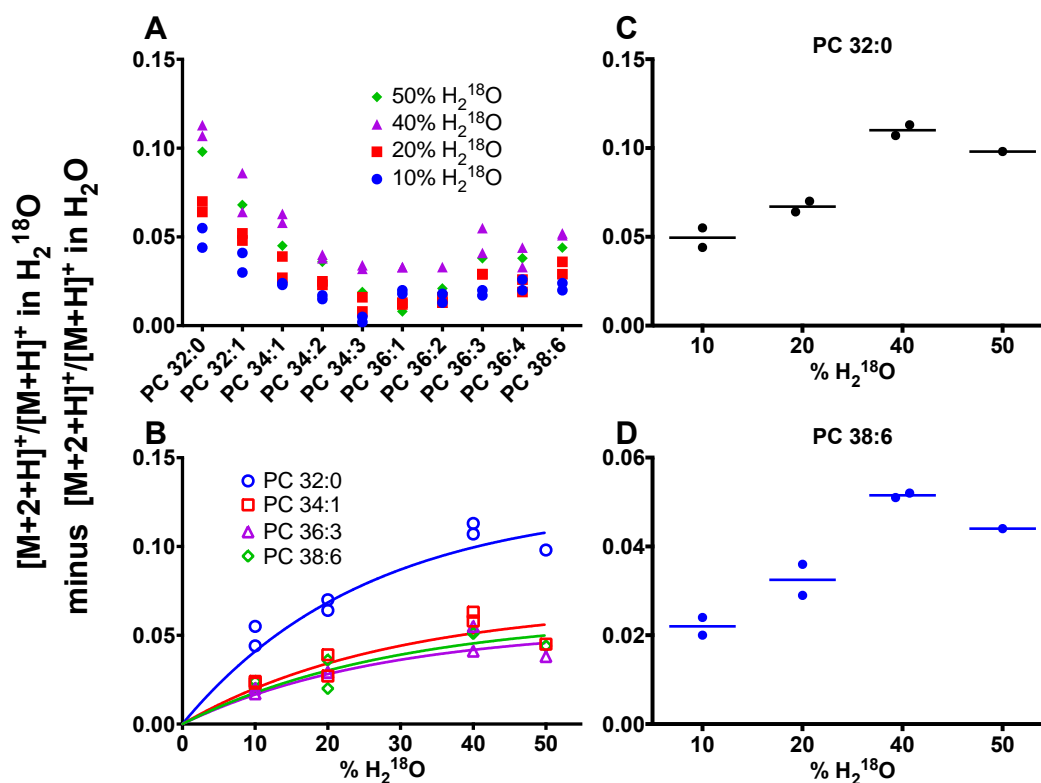 [M+2+H]⁺/[M+H]⁺ in H₂¹⁸O
minus [M+2+H]⁺/[M+H]⁺ in H₂O
A
0.15
0.10
0.05
0.00
50% H₂¹⁸O
40% H₂¹⁸O
20% H₂¹⁸O
10% H₂¹⁸O
PC 32:0
PC 32:1
PC 34:1
PC 34:2
PC 34:3
PC 36:1
PC 36:2
PC 36:3
PC 36:4
PC 38:6
C
PC 32:0
0.15
0.10
0.05
0.00
10 20 40 50
% H₂¹⁸O
B
0.15
0.10
0.05
0.00
PC 32:0
PC 34:1
PC 36:3
PC 38:6
0 10 20 30 40 50
% H₂¹⁸O
D
PC 38:6
0.06
0.04
0.02
0.00
10 20 40 50
% H₂¹⁸O